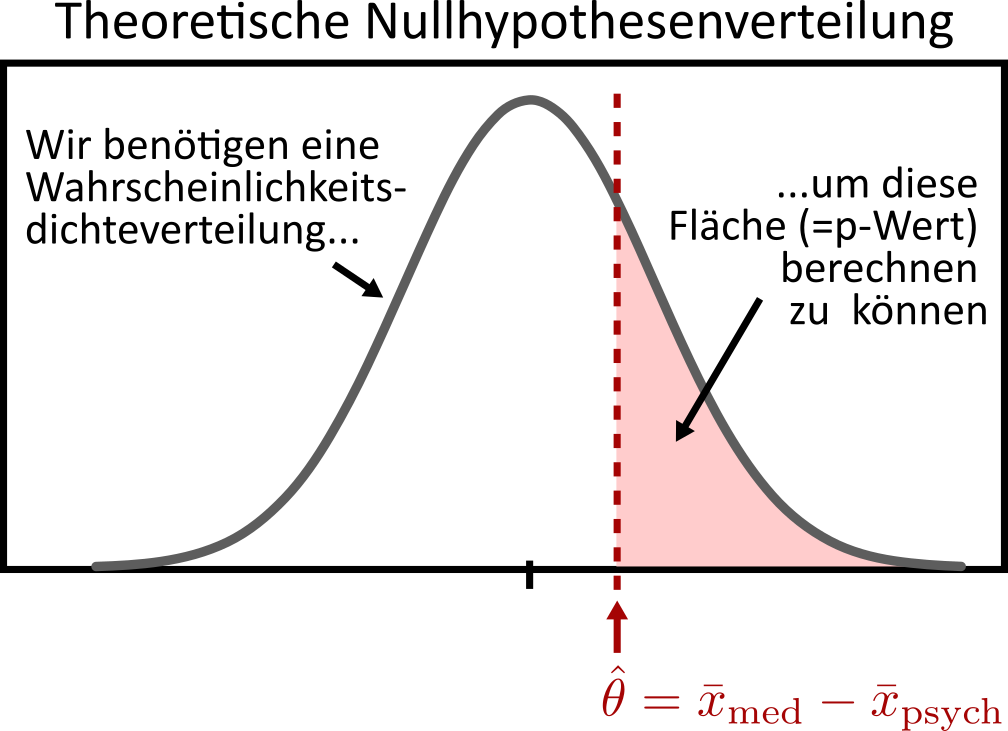 Theoretische Nullhypothesenverteilung
Wir benötigen eine
Wahrscheinlichkeits-
dichteverteilung...
...um diese
Fläche (=p-Wert)
berechnen
zu können
θ̂ = x̄med − x̄psych